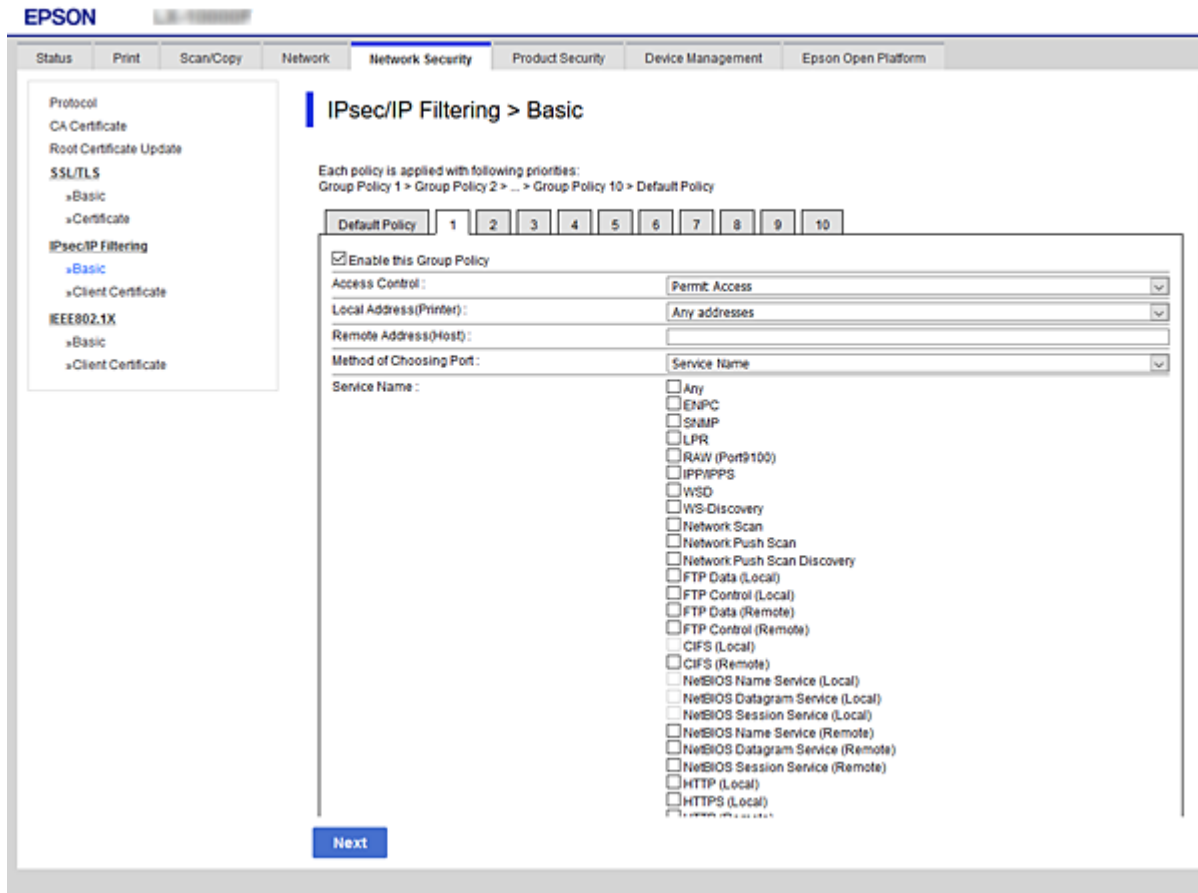 EPSON
Status Print Scan/Copy Network Network Security Product Security Device Management Epson Open Platform
Protocol
CA Certificate
Root Certificate Update
SSL/TLS
»Basic
»Certificate
IPsec/IP Filtering
»Basic
»Client Certificate
IEEE802.1X
»Basic
»Client Certificate
IPsec/IP Filtering > Basic
Each policy is applied with following priorities:
Group Policy 1 > Group Policy 2 > ... > Group Policy 10 > Default Policy
Default Policy 1 2 3 4 5 6 7 8 9 10
Enable this Group Policy
Access Control : Permit Access
Local Address(Printer) : Any addresses
Remote Address(Host) :
Method of Choosing Port : Service Name
Service Name : Any
ENPC
SNMP
LPR
RAW (Port9100)
IPP/IPPS
WSD
WS-Discovery
Network Scan
Network Push Scan
Network Push Scan Discovery
FTP Data (Local)
FTP Control (Local)
FTP Data (Remote)
FTP Control (Remote)
CIFS (Local)
CIFS (Remote)
NetBIOS Name Service (Local)
NetBIOS Datagram Service (Local)
NetBIOS Session Service (Local)
NetBIOS Name Service (Remote)
NetBIOS Datagram Service (Remote)
NetBIOS Session Service (Remote)
HTTP (Local)
HTTPS (Local)
Next